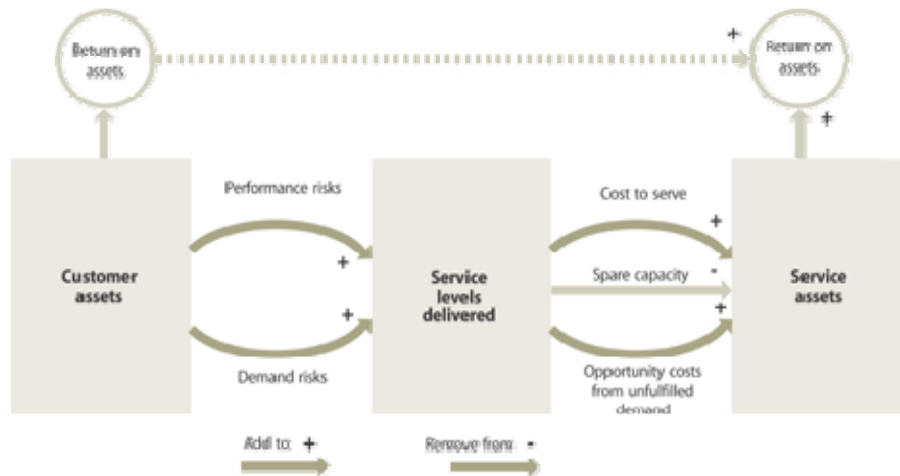 Return on
assets
+
Return on
assets
+
Performance risks
Cost to serve
+
+
Customer
assets
Service
levels
delivered
Spare capacity
-
Service
assets
+
+
Demand risks
Opportunity costs
from unfulfilled
demand
Add to: +
Remove from: -